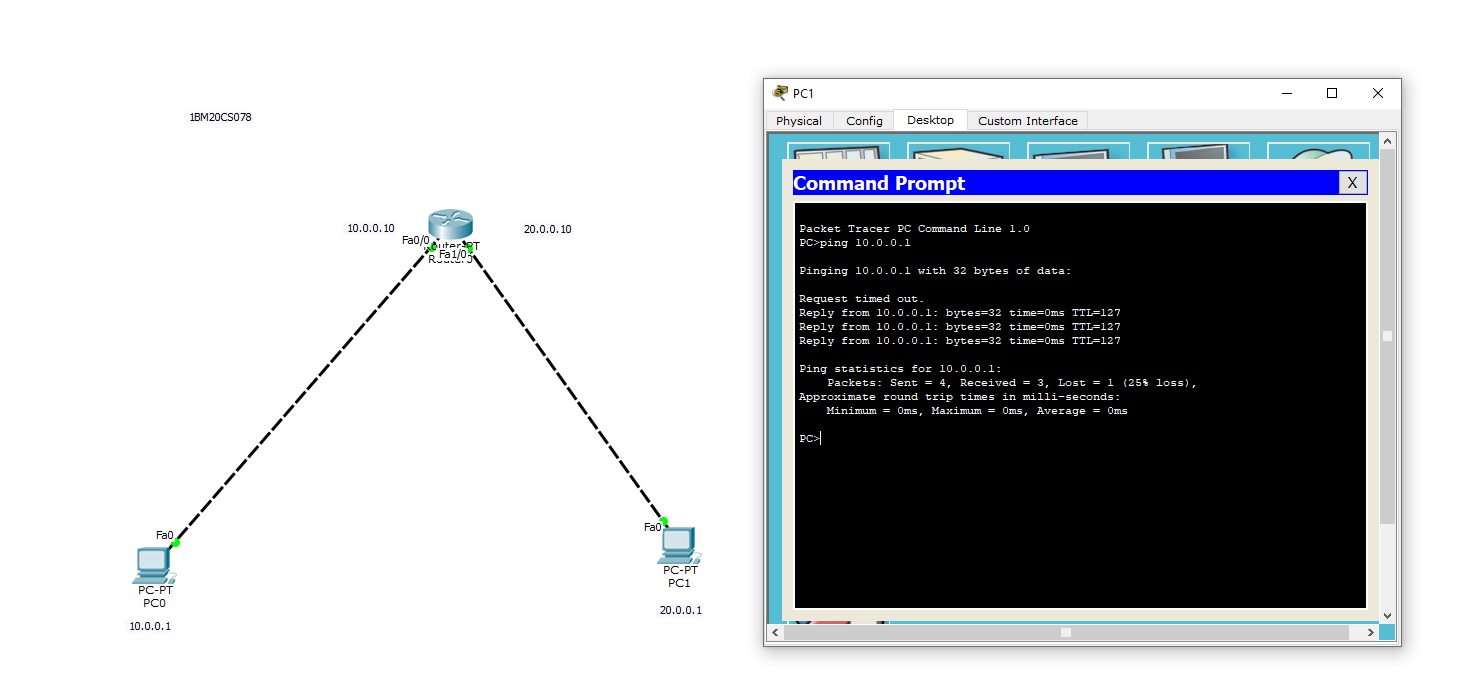 1BM20CS078
10.0.0.10
20.0.0.10
Fa0/0
Router-PT
Fa1/0
Router0
Fa0
PC-PT
PC0
10.0.0.1
Fa0
PC-PT
PC1
20.0.0.1
PC1
Physical Config Desktop Custom Interface
Command Prompt X
Packet Tracer PC Command Line 1.0
PC>ping 10.0.0.1
Pinging 10.0.0.1 with 32 bytes of data:
Request timed out.
Reply from 10.0.0.1: bytes=32 time=0ms TTL=127
Reply from 10.0.0.1: bytes=32 time=0ms TTL=127
Reply from 10.0.0.1: bytes=32 time=0ms TTL=127
Ping statistics for 10.0.0.1:
Packets: Sent = 4, Received = 3, Lost = 1 (25% loss),
Approximate round trip times in milli-seconds:
Minimum = 0ms, Maximum = 0ms, Average = 0ms
PC>